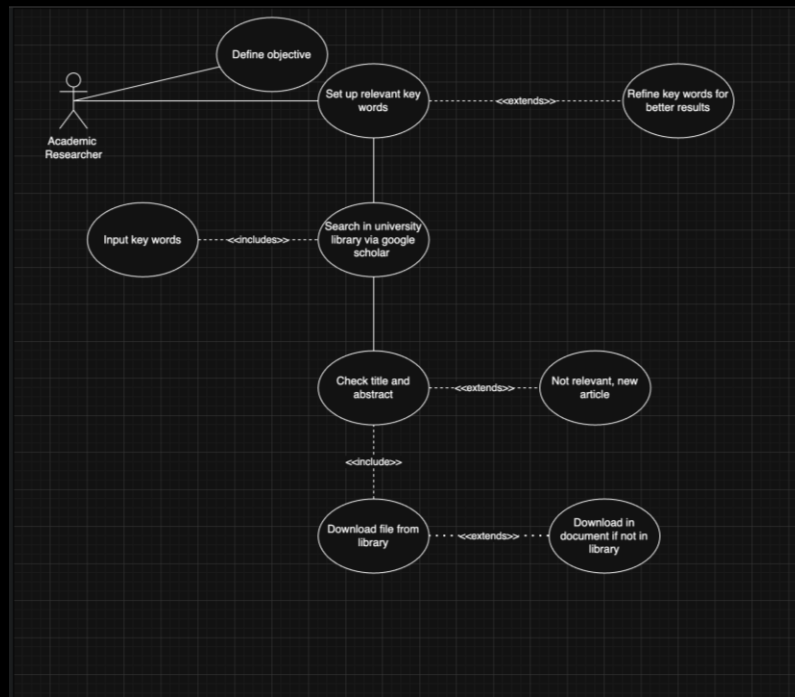 Define objective
Academic
Researcher
Set up relevant key
words
<<extends>>
Refine key words for
better results
Input key words
<<includes>>
Search in university
library via google
scholar
Check title and
abstract
<<extends>>
Not relevant, new
article
<<include>>
Download file from
library
<<extends>>
Download in
document if not in
library